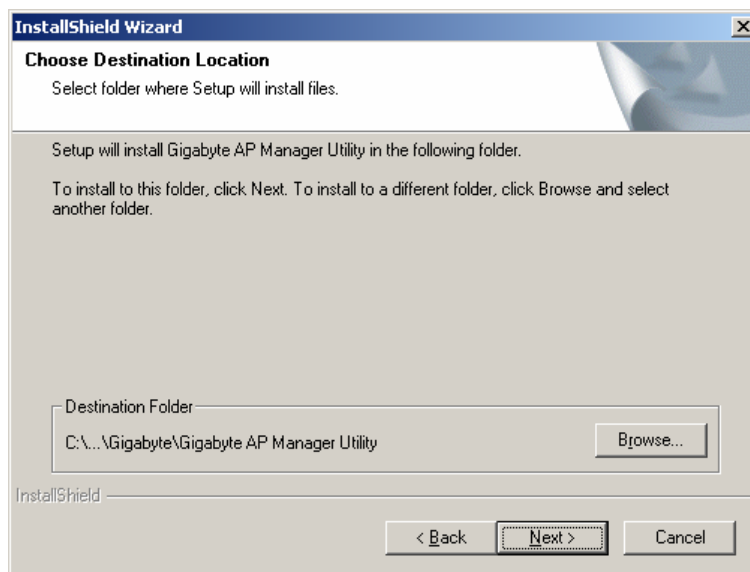 InstallShield Wizard
Choose Destination Location
Select folder where Setup will install files.
Setup will install Gigabyte AP Manager Utility in the following folder.
To install to this folder, click Next. To install to a different folder, click Browse and select
another folder.
Destination Folder
C:\...\Gigabyte\Gigabyte AP Manager Utility
Browse...
InstallShield
< Back
Next >
Cancel